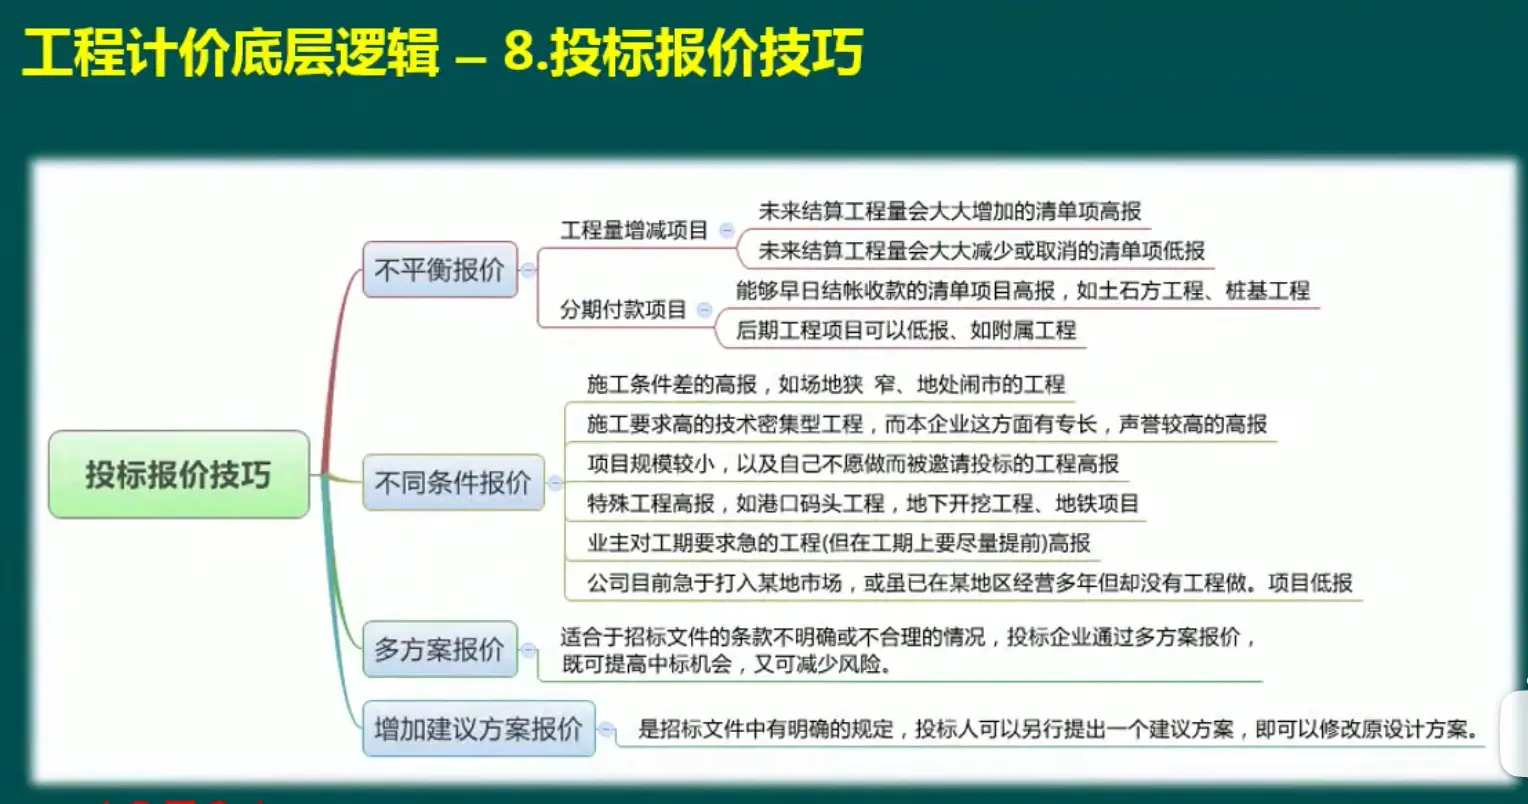 工程计价底层逻辑 – 8.投标报价技巧
投标报价技巧
不平衡报价
工程量增减项目
未来结算工程量会大大增加的清单项高报
未来结算工程量会大大减少或取消的清单项低报
分期付款项目
能够早日结帐收款的清单项目高报，如土石方工程、桩基工程
后期工程项目可以低报、如附属工程
不同条件报价
施工条件差的高报，如场地狭 窄、地处闹市的工程
施工要求高的技术密集型工程，而本企业这方面有专长，声誉较高的高报
项目规模较小，以及自己不愿做而被邀请投标的工程高报
特殊工程高报，如港口码头工程，地下开挖工程、地铁项目
业主对工期要求急的工程(但在工期上要尽量提前)高报
公司目前急于打入某地市场，或虽已在某地区经营多年但却没有工程做。项目低报
多方案报价
适合于招标文件的条款不明确或不合理的情况，投标企业通过多方案报价，
既可提高中标机会，又可减少风险。
增加建议方案报价
是招标文件中有明确的规定，投标人可以另行提出一个建议方案，即可以修改原设计方案。